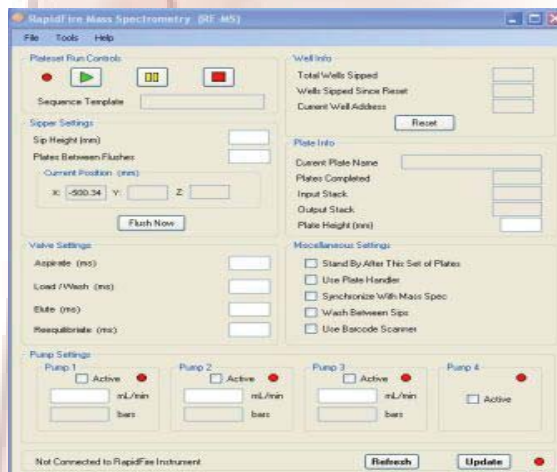 RapidFire Mass Spectrometry (RF-MS)
File Tools Help
Plateset Run Controls
Sequence Template
Sipper Settings
Sip Height (mm)
Plates Between Flushes
Current Position (mm)
X: -500.34 Y: Z:
Flush Now
Valve Settings
Aspirate (ms)
Load / Wash (ms)
Elute (ms)
Reequilibrate (ms)
Well Info
Total Wells Sipped
Wells Sipped Since Reset
Current Well Address
Reset
Plate Info
Current Plate Name
Plates Completed
Input Stack
Output Stack
Plate Height (mm)
Miscellaneous Settings
Stand By After This Set of Plates
Use Plate Handler
Synchronize With Mass Spec
Wash Between Sips
Use Barcode Scanner
Pump Settings
Pump 1
Active
mL/min
bars
Pump 2
Active
mL/min
bars
Pump 3
Active
mL/min
bars
Pump 4
Active
Not Connected to RapidFire Instrument
Refresh
Update